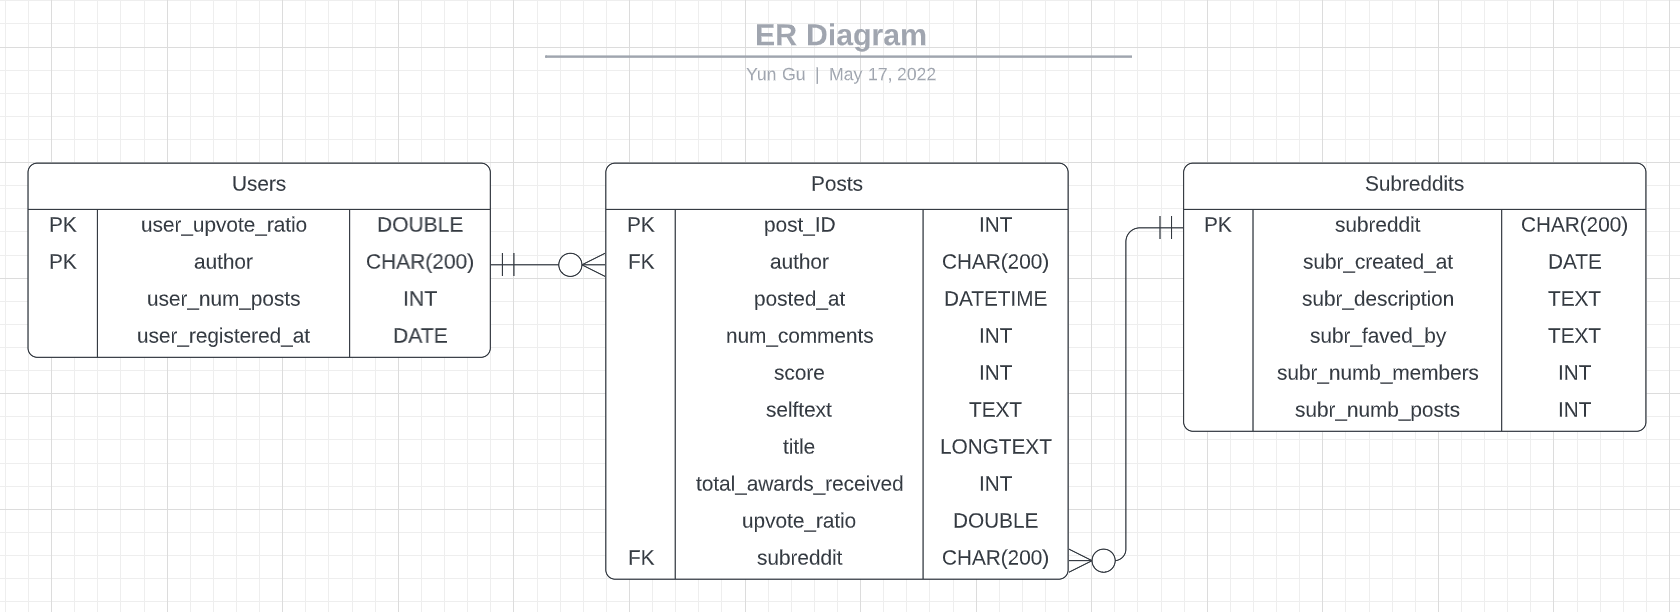 ER Diagram
Yun Gu | May 17, 2022
Users
PK user_upvote_ratio DOUBLE
PK author CHAR(200)
user_num_posts INT
user_registered_at DATE
Posts
PK post_ID INT
FK author CHAR(200)
posted_at DATETIME
num_comments INT
score INT
selftext TEXT
title LONGTEXT
total_awards_received INT
upvote_ratio DOUBLE
FK subreddit CHAR(200)
Subreddits
PK subreddit CHAR(200)
subr_created_at DATE
subr_description TEXT
subr_faved_by TEXT
subr_numb_members INT
subr_numb_posts INT